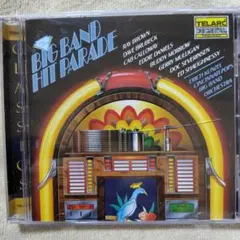 TELARC
DIGITAL
BIG BAND
HIT PARADE
RAY BROWN
DAVE BRUBECK
CAB CALLOWAY
EDDIE DANIELS
BUDDY MORROW
GERRY MULLIGAN
DOC SEVERINSEN
ED SHAUGHNESSY
ERICH KUNZEL
CINCINNATI POPS
BIG BAND
ORCHESTRA